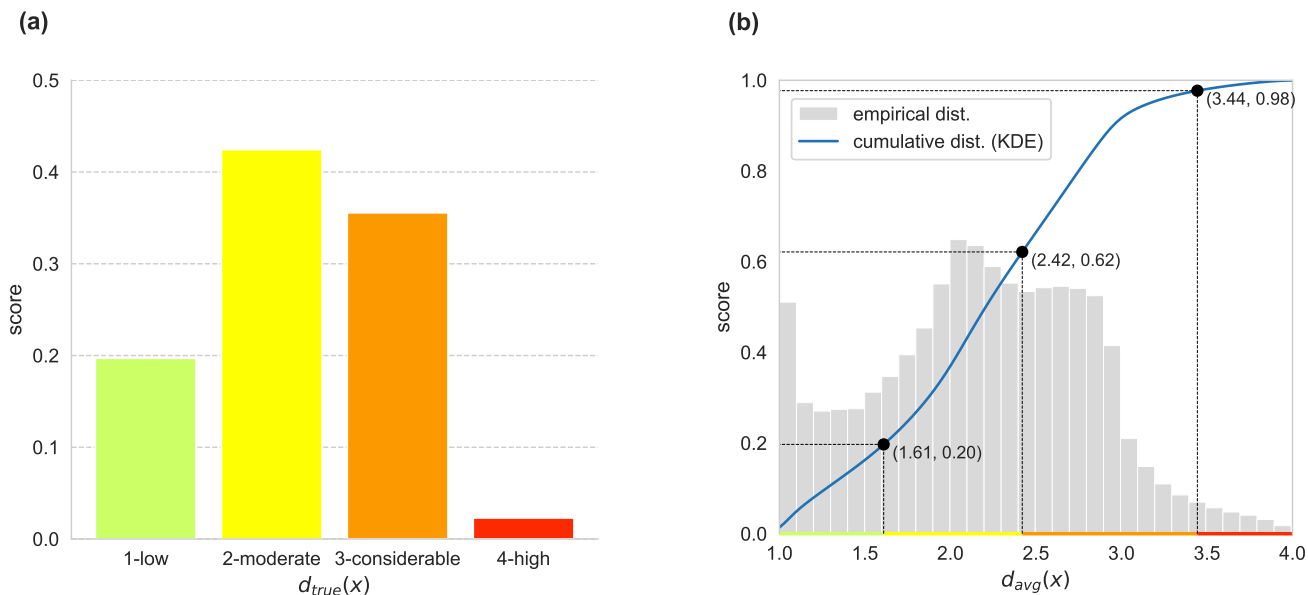 (a)
0.5
0.4
0.3
0.2
0.1
0.0
score
1-low 2-moderate 3-considerable 4-high
d_true(x)
(b)
1.0
0.8
0.6
0.4
0.2
0.0
score
empirical dist.
cumulative dist. (KDE)
(3.44, 0.98)
(2.42, 0.62)
(1.61, 0.20)
1.0 1.5 2.0 2.5 3.0 3.5 4.0
d_avg(x)